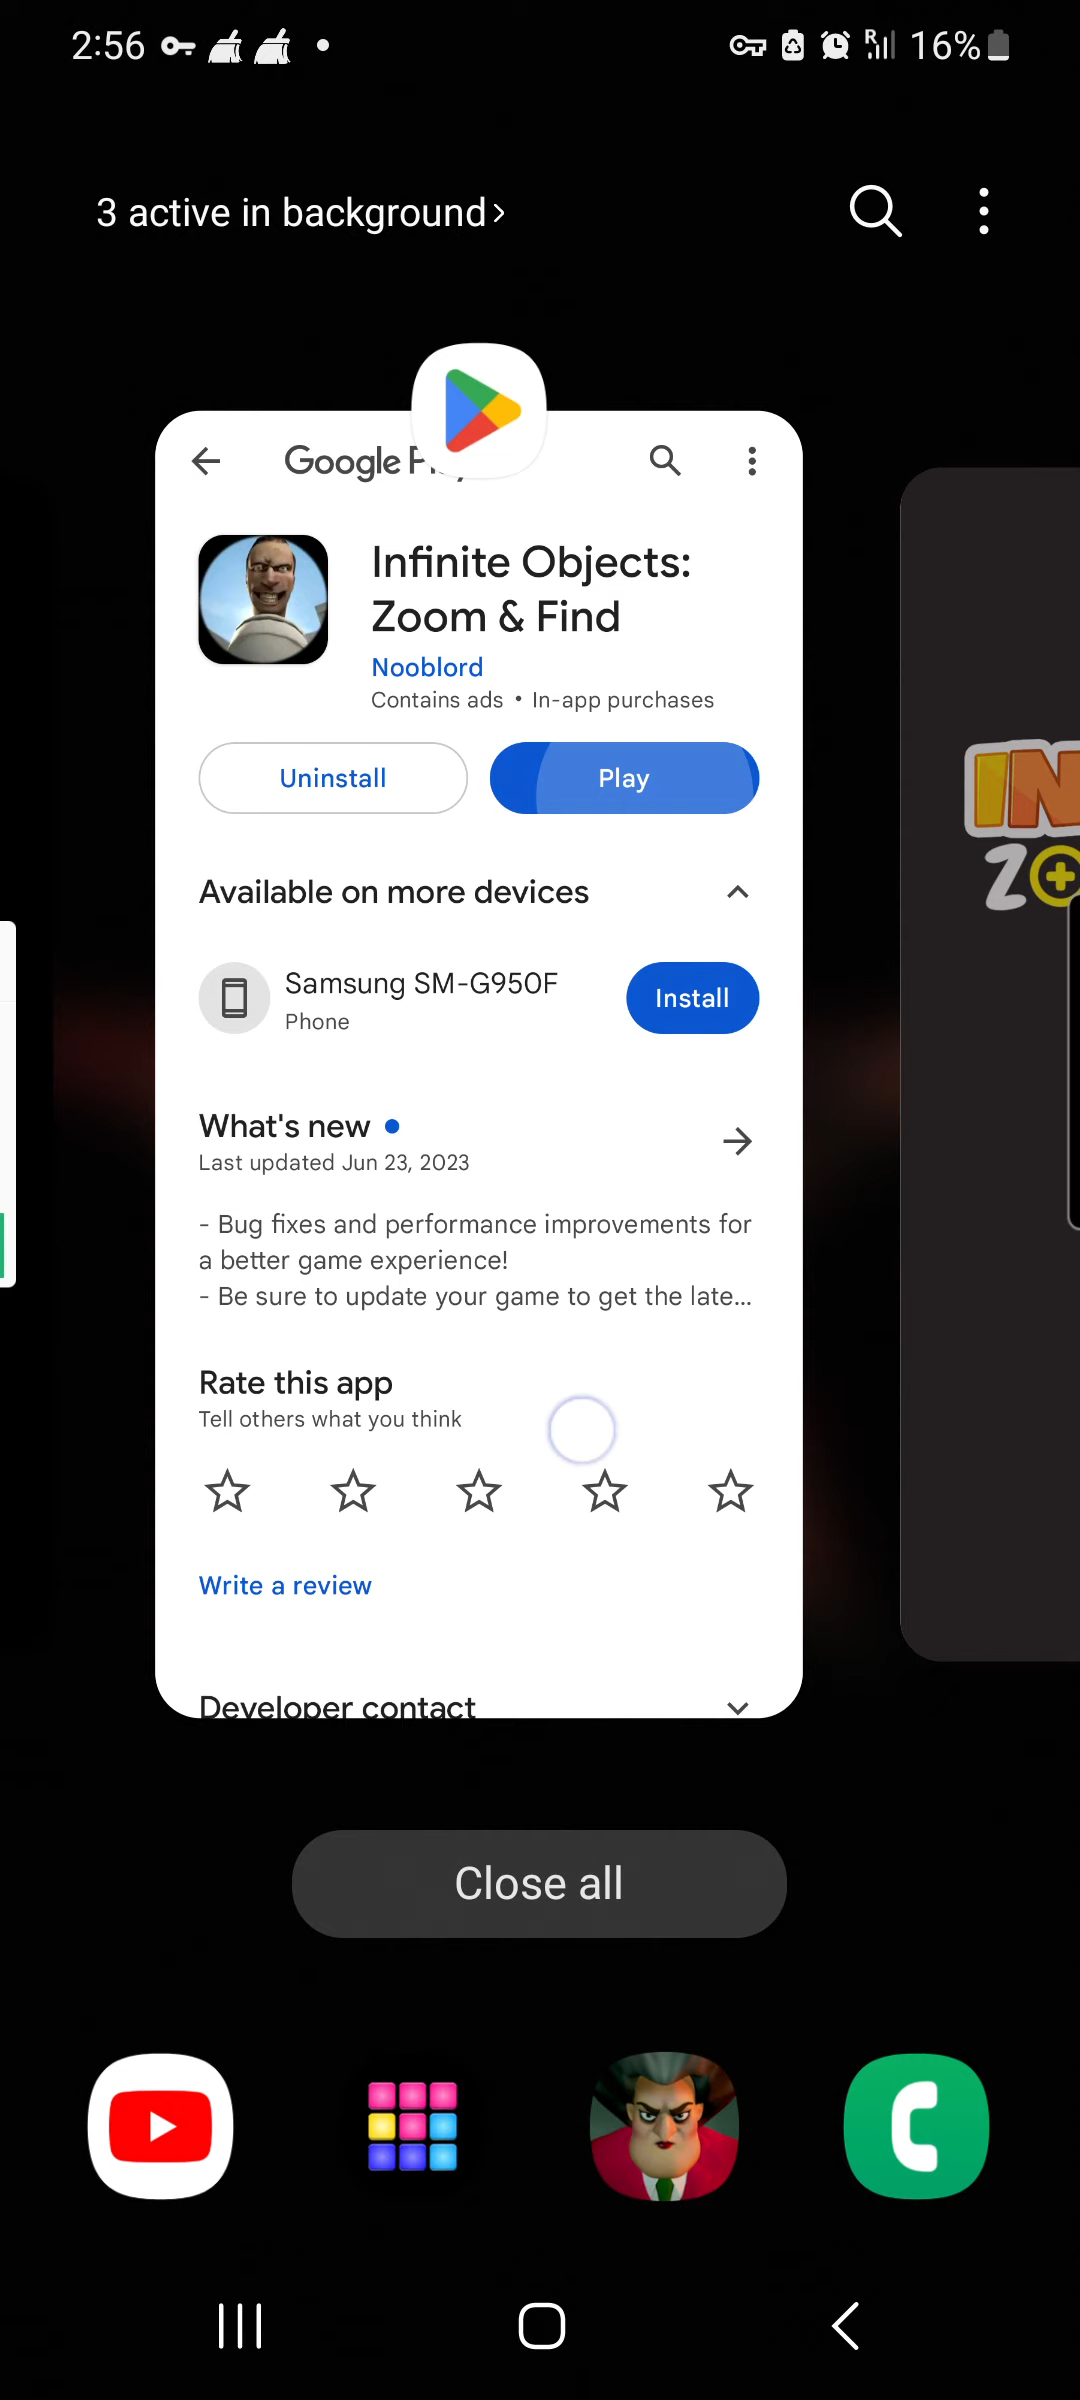 2:56
R
16%
3 active in background
Google
Infinite Objects:
Zoom & Find
Nooblord
Contains ads • In-app purchases
Uninstall
Play
Available on more devices
Samsung SM-G950F
Phone
Install
What's new
Last updated Jun 23, 2023
- Bug fixes and performance improvements for
a better game experience!
- Be sure to update your game to get the late...
Rate this app
Tell others what you think
Write a review
Developer contact
Close all